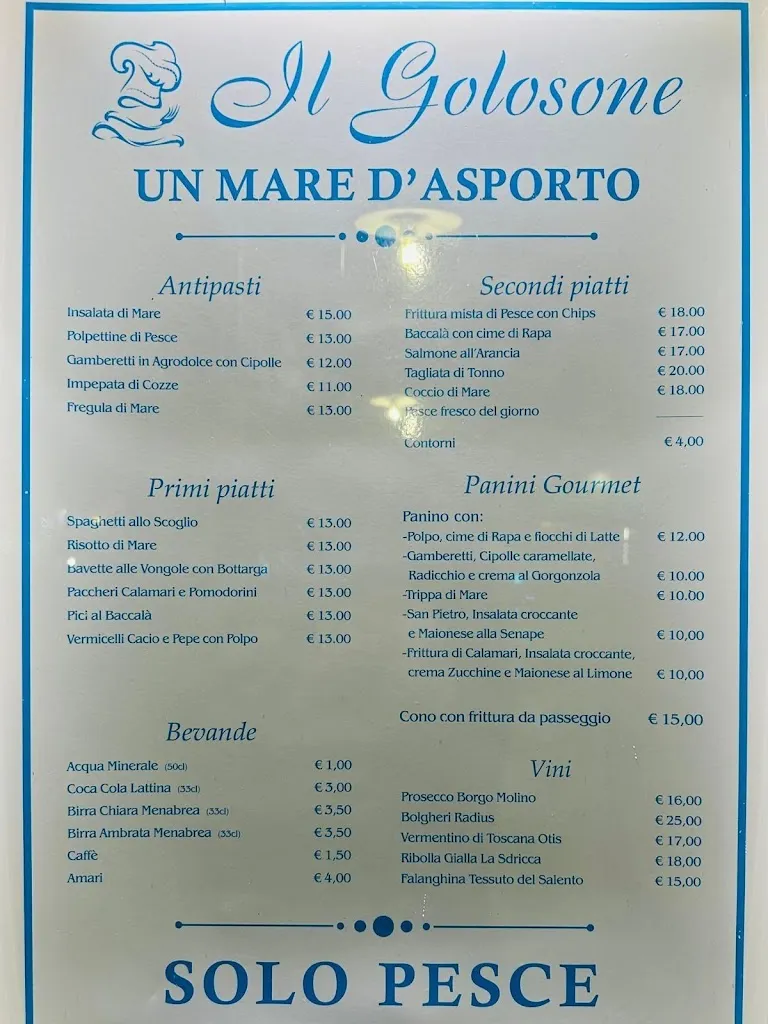 Il Golosone
UN MARE D'ASPORTO
Antipasti
Insalata di Mare € 15.00
Polpettine di Pesce € 13.00
Gamberetti in Agrodolce con Cipolle € 12.00
Impepata di Cozze € 11.00
Fregula di Mare € 13.00
Primi piatti
Spaghetti allo Scoglio € 13.00
Risotto di Mare € 13.00
Bavette alle Vongole con Bottarga € 13.00
Paccheri Calamari e Pomodorini € 13.00
Pici al Baccalà € 13.00
Vermicelli Cacio e Pepe con Polpo € 13.00
Bevande
Acqua Minerale (50cl) € 1,00
Coca Cola Lattina (33cl) € 3,00
Birra Chiara Menabrea (33cl) € 3,50
Birra Ambrata Menabrea (33cl) € 3,50
Caffè € 1,50
Amari € 4,00
Secondi piatti
Frittura mista di Pesce con Chips € 18.00
Baccalà con cime di Rapa € 17.00
Salmone all'Arancia € 17.00
Tagliata di Tonno € 20.00
Coccio di Mare € 18.00
Pesce fresco del giorno
Contorni € 4,00
Panini Gourmet
Panino con:
-Polpo, cime di Rapa e fiocchi di Latte € 12.00
-Gamberetti, Cipolle caramellate,
Radicchio e crema al Gorgonzola € 10.00
-Trippa di Mare € 10.00
-San Pietro, Insalata croccante
e Maionese alla Senape € 10,00
-Frittura di Calamari, Insalata croccante,
crema Zucchine e Maionese al Limone € 10,00
Cono con frittura da passeggio € 15,00
Vini
Prosecco Borgo Molino € 16,00
Bolgheri Radius € 25,00
Vermentino di Toscana Otis € 17,00
Ribolla Gialla La Sdricca € 18,00
Falanghina Tessuto del Salento € 15,00
SOLO PESCE